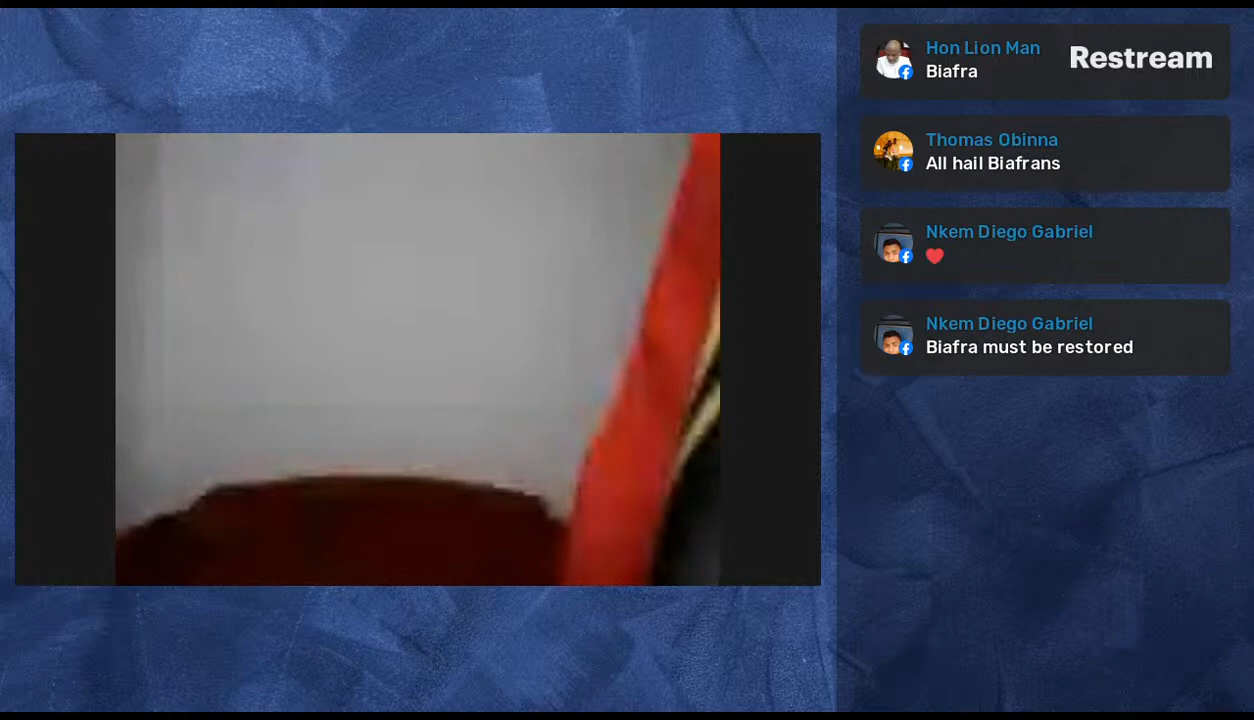 Hon Lion Man
Restream
Biafra
Thomas Obinna
All hail Biafrans
Nkem Diego Gabriel
❤️
Nkem Diego Gabriel
Biafra must be restored